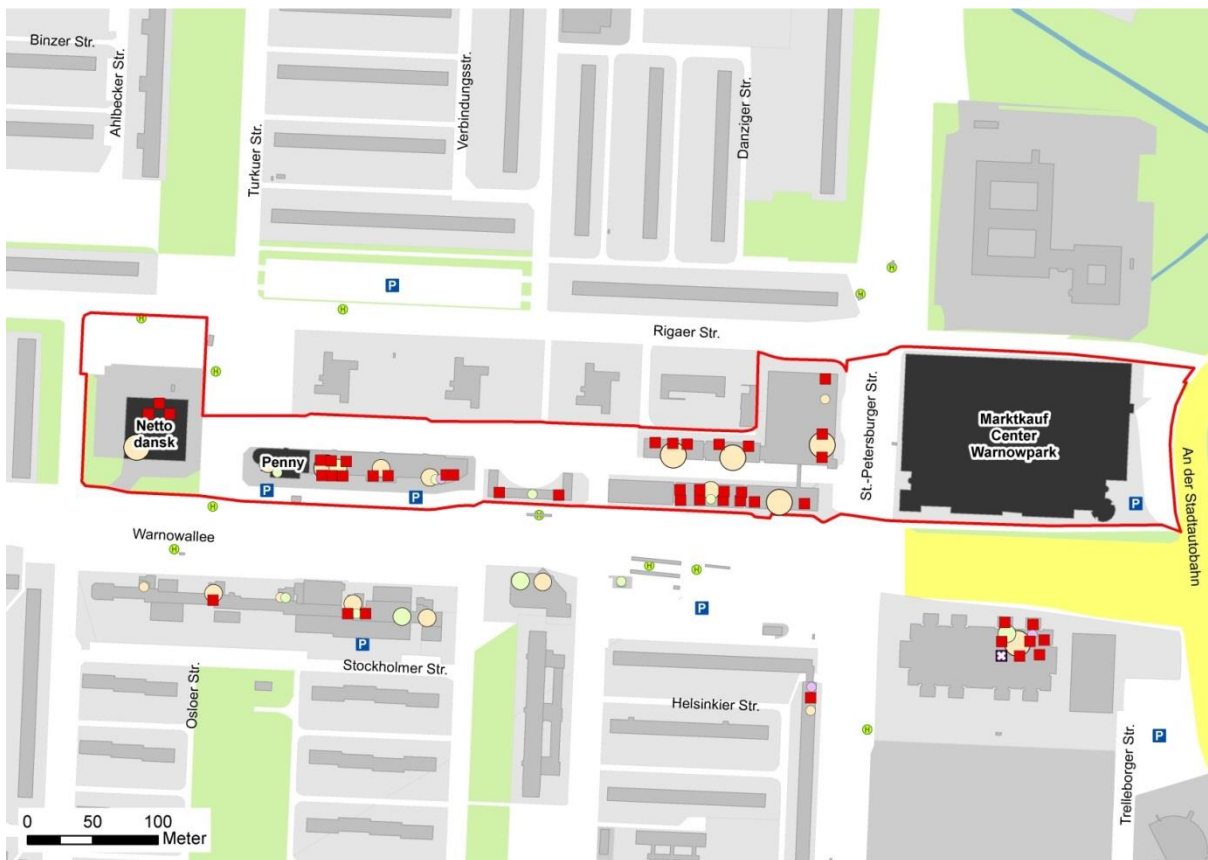 Binzer Str.
Ahlbecker Str.
Turkuer Str.
Verbindungsstr.
Danziger Str.
P
H
H
H
H
H
Rigaer Str.
St.-Petersburger Str.
An der Stadtautobahn
Netto
dansk
Penny
Marktkauf
Center
Warnowpark
P
P
P
H
H
Warnowallee
H
H
H
P
P
Stockholmer Str.
Osloer Str.
Helsinkier Str.
H
P
Trelleborger Str.
0 50 100
Meter